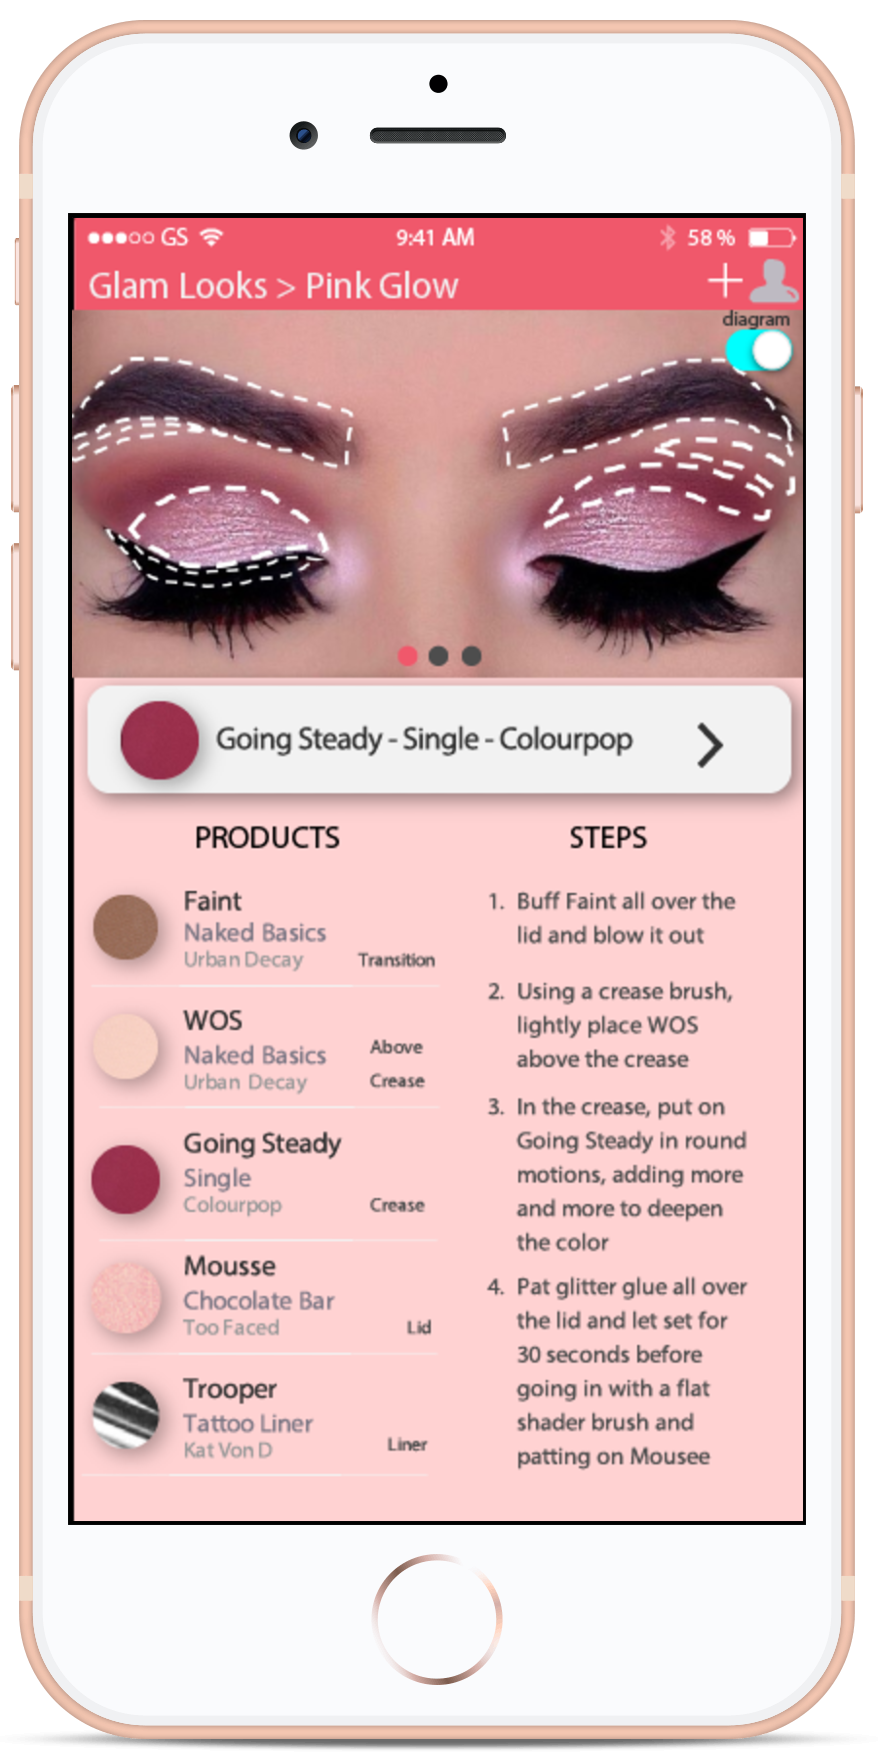 GS 9:41 AM 58 %
Glam Looks > Pink Glow
diagram
Going Steady - Single - Colourpop
PRODUCTS
Faint
Naked Basics
Urban Decay
Transition
WOS
Naked Basics
Urban Decay
Above
Crease
Going Steady
Single
Colourpop
Crease
Mousse
Chocolate Bar
Too Faced
Lid
Trooper
Tattoo Liner
Kat Von D
Liner
STEPS
1. Buff Faint all over the
lid and blow it out
2. Using a crease brush,
lightly place WOS
above the crease
3. In the crease, put on
Going Steady in round
motions, adding more
and more to deepen
the color
4. Pat glitter glue all over
the lid and let set for
30 seconds before
going in with a flat
shader brush and
patting on Mousee